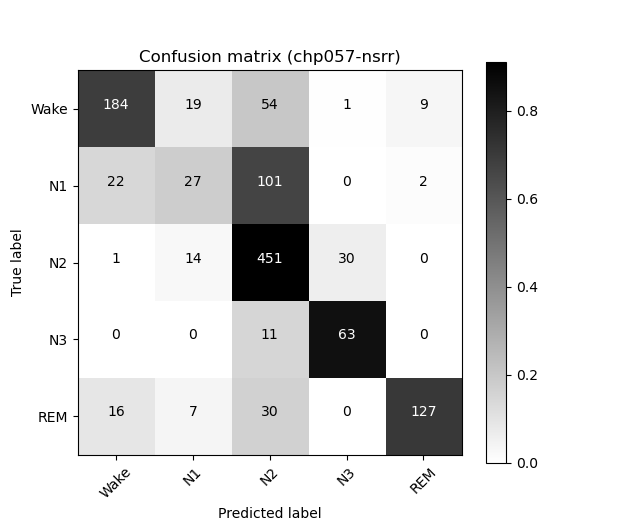 Confusion matrix (chp057-nsrr)
Wake 184 19 54 1 9
N1 22 27 101 0 2
N2 1 14 451 30 0
N3 0 0 11 63 0
REM 16 7 30 0 127
Wake N1 N2 N3 REM
True label
Predicted label
0.8
0.6
0.4
0.2
0.0